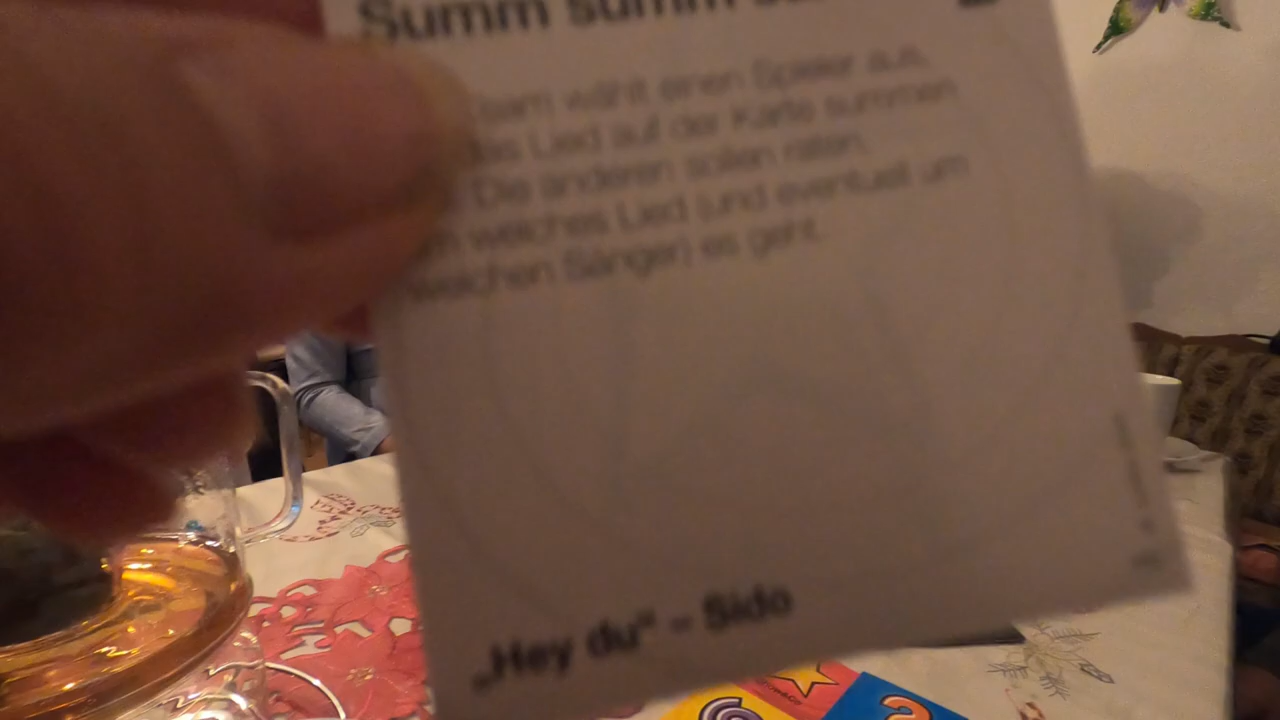 Summ summ
Team) wählt einen Spieler aus,
das Lied auf der Karte summen
Die anderen sollen raten,
welches Lied (und eventuell um
welchen Sänger) es geht.
„Hey du“ – Sido